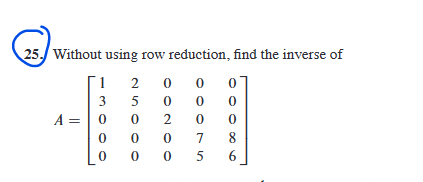 25. Without using row reduction, find the inverse of
1 2 0 0 0
3 5 0 0 0
A = 0 0 2 0 0
0 0 0 7 8
0 0 0 5 6